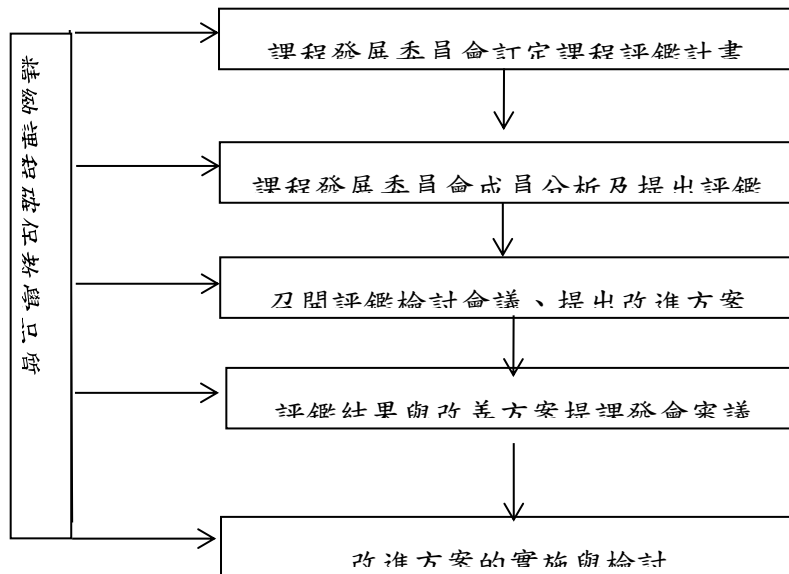 精緻課程確保教學品質
課程發展委員會訂定課程評鑑計畫
課程發展委員會成員分析及提出評鑑
召開評鑑檢討會議、提出改進方案
評鑑結果與改善方案提課發會審議
改進方案的實施與檢討